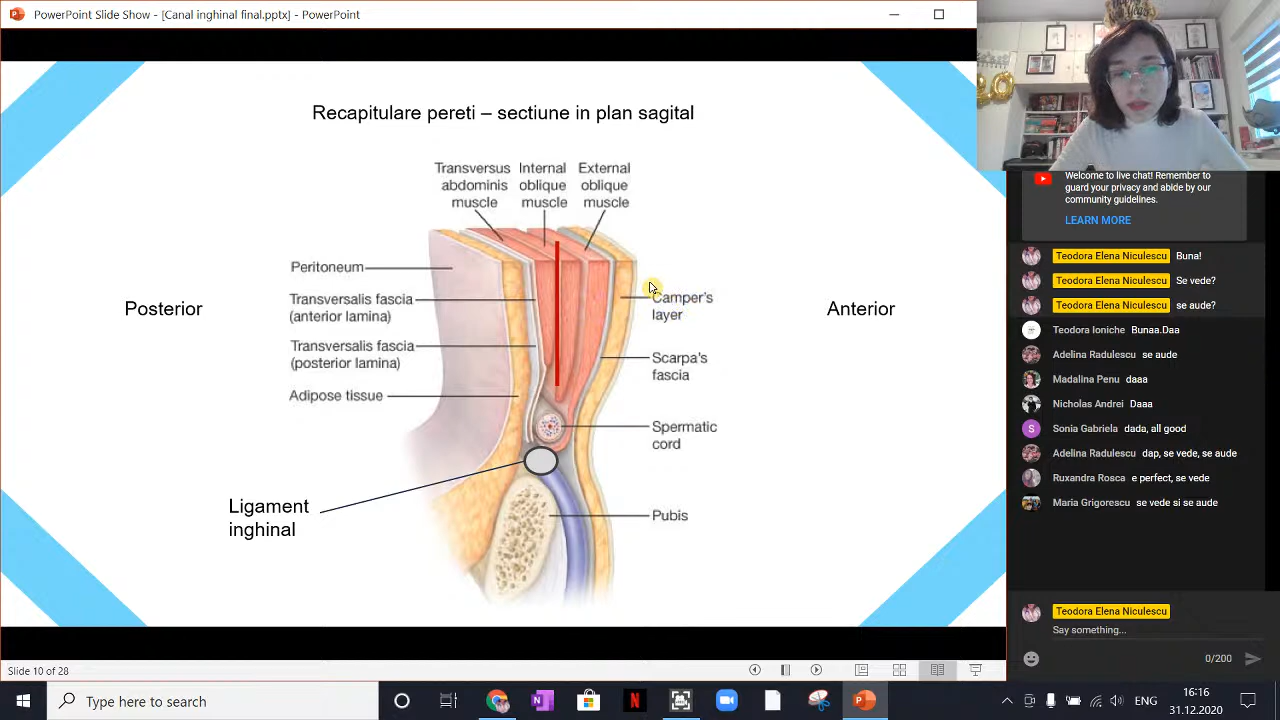 PowerPoint Slide Show - [Canal inghinal final.pptx] - PowerPoint
Recapitulare pereti – sectiune in plan sagital
Transversus
abdominis
muscle
Internal
oblique
muscle
External
oblique
muscle
Peritoneum
Transversalis fascia
(anterior lamina)
Transversalis fascia
(posterior lamina)
Adipose tissue
Posterior
Anterior
Camper's
layer
Scarpa's
fascia
Spermatic
cord
Pubis
Ligament
inghinal
Slide 10 of 28
Welcome to live chat! Remember to
guard your privacy and abide by our
community guidelines.
LEARN MORE
Teodora Elena Niculescu Buna!
Teodora Elena Niculescu Se vede?
Teodora Elena Niculescu se aude?
Teodora Ioniche Bunaa.Daa
Adelina Radulescu se aude
Madalina Penu daaa
Nicholas Andrei Daaa
S Sonia Gabriela dada, all good
Adelina Radulescu dap, se vede, se aude
Ruxandra Rosca e perfect, se vede
Maria Grigorescu se vede si se aude
Teodora Elena Niculescu
Say something...
0/200
Type here to search
ENG
16:16
31.12.2020